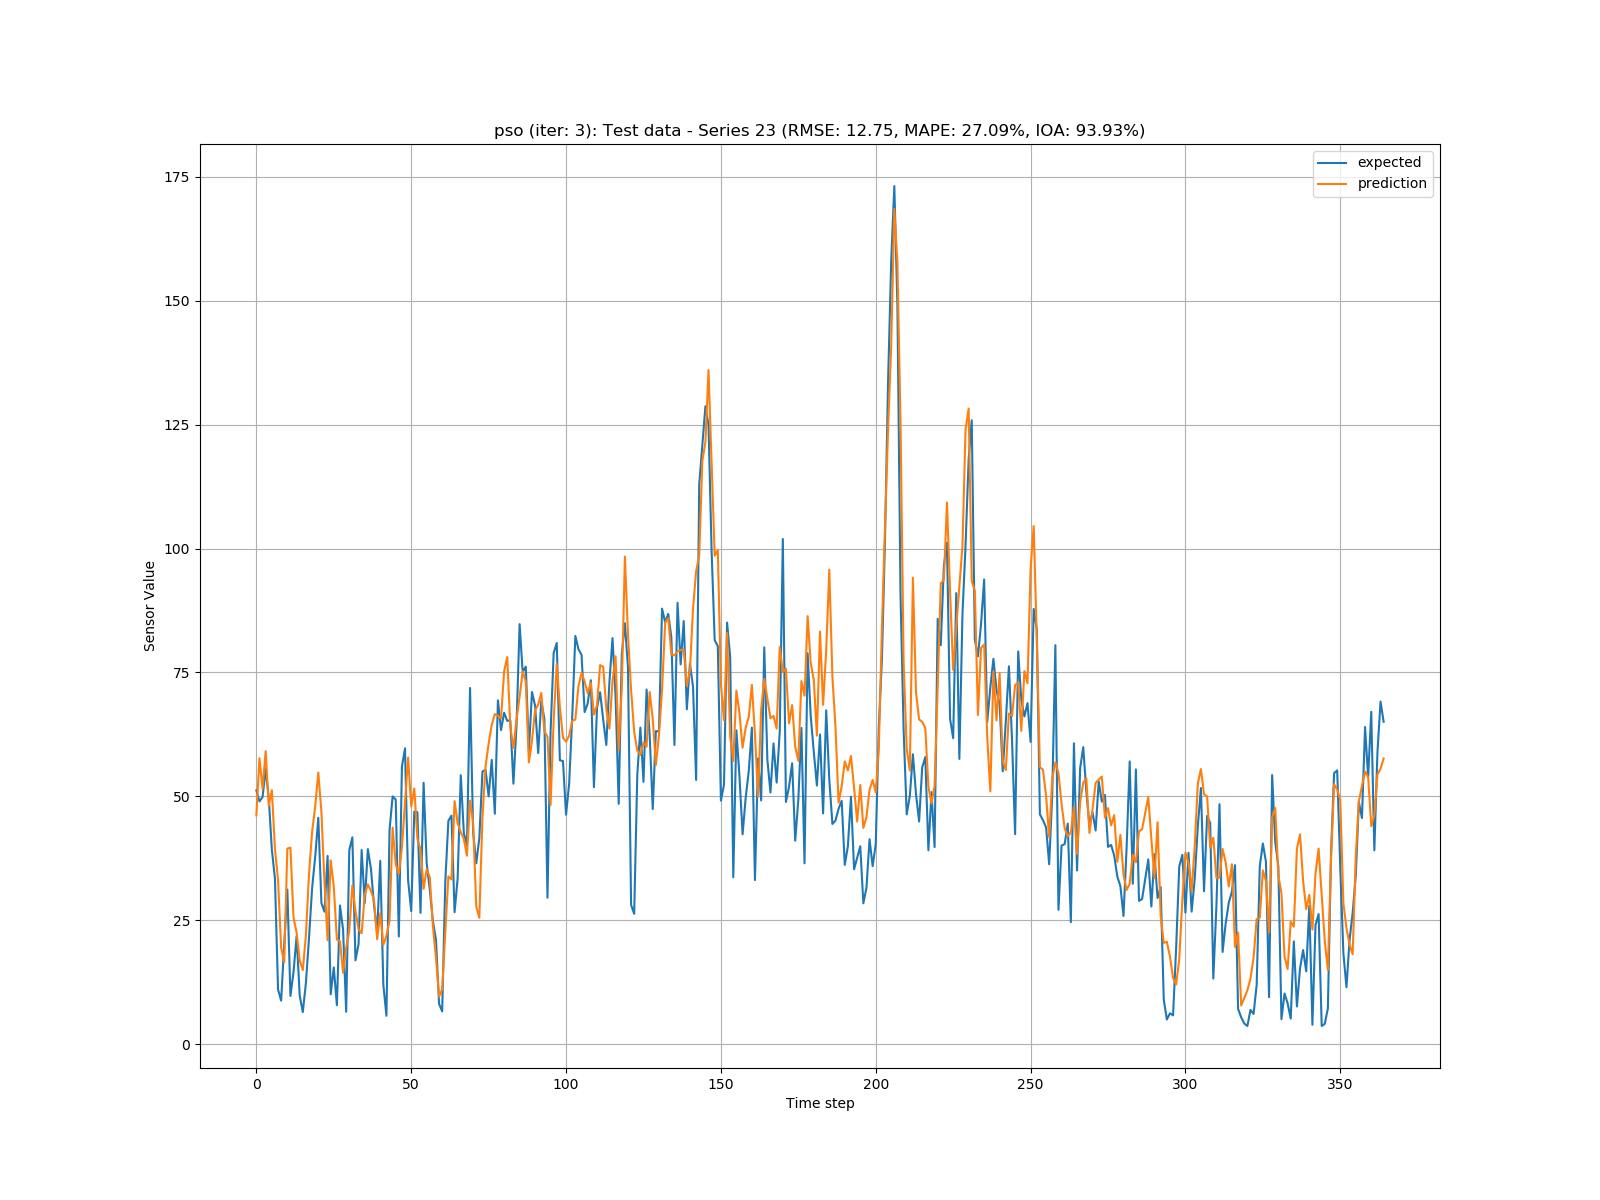 pso (iter: 3): Test data - Series 23 (RMSE: 12.75, MAPE: 27.09%, IOA: 93.93%)
expected
prediction
175
150
125
100
75
50
25
0
Sensor Value
0 50 100 150 200 250 300 350
Time step